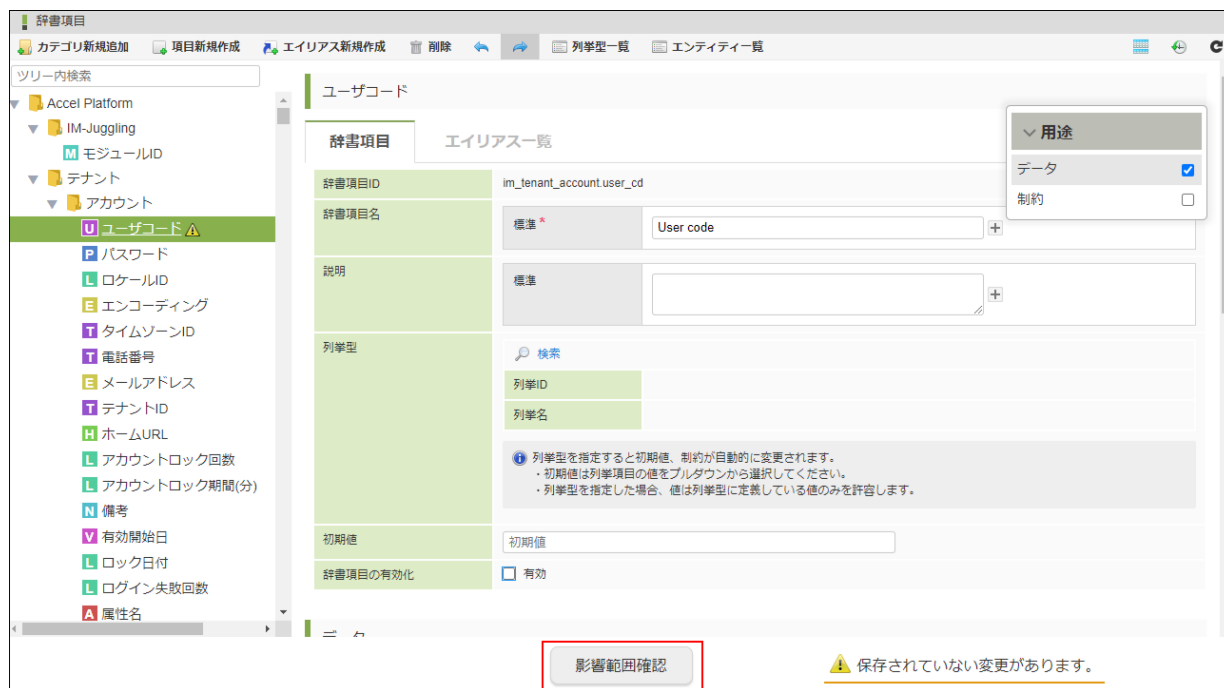 辞書項目
カテゴリ新規追加 項目新規作成 エイリアス新規作成 削除 列挙型一覧 エンティティ一覧
ツリー内検索
Accel Platform
IM-Juggling
M モジュールID
テナント
アカウント
U ユーザコード
P パスワード
L ロケールID
E エンコーディング
T タイムゾーンID
T 電話番号
E メールアドレス
T テナントID
H ホームURL
L アカウントロック回数
L アカウントロック期間(分)
N 備考
V 有効開始日
L ロック日付
L ログイン失敗回数
A 属性名
ユーザコード
辞書項目 エイリアス一覧
辞書項目ID im_tenant_account.user_cd
辞書項目名 標準* User code
説明 標準
列挙型 検索
列挙ID
列挙名
列挙型を指定すると初期値、制約が自動的に変更されます。
・初期値は列挙項目の値をプルダウンから選択してください。
・列挙型を指定した場合、値は列挙型に定義している値のみを許容します。
初期値 初期値
辞書項目の有効化 有効
用途
データ
制約
影響範囲確認
保存されていない変更があります。